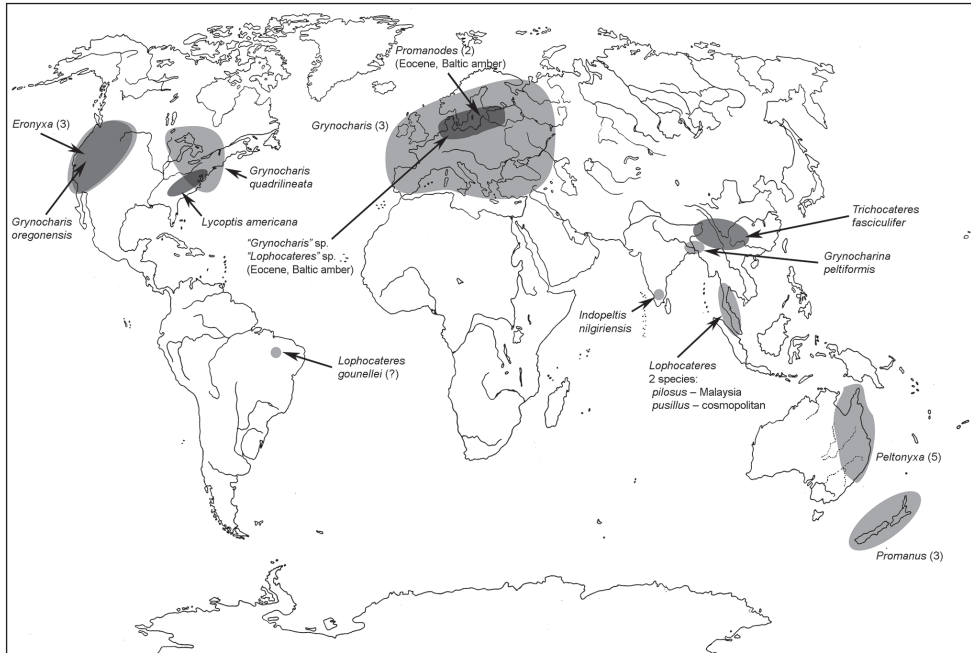 Promanodes (2)
(Eocene, Baltic amber)
Eronyxa (3)
Grynocharis (3)
Grynocharis
quadrilineata
Grynocharis
oregonensis
Lycoptis americana
"Grynocharis" sp.
"Lophocateres" sp.
(Eocene, Baltic amber)
Trichocateres
fasciculifer
Grynocharina
peltiformis
Indopeltis
nilgiriensis
Lophocateres
gounellei (?)
Lophocateres
2 species:
pilosus – Malaysia
pusillus – cosmopolitan
Peltonyxa (5)
Promanus (3)